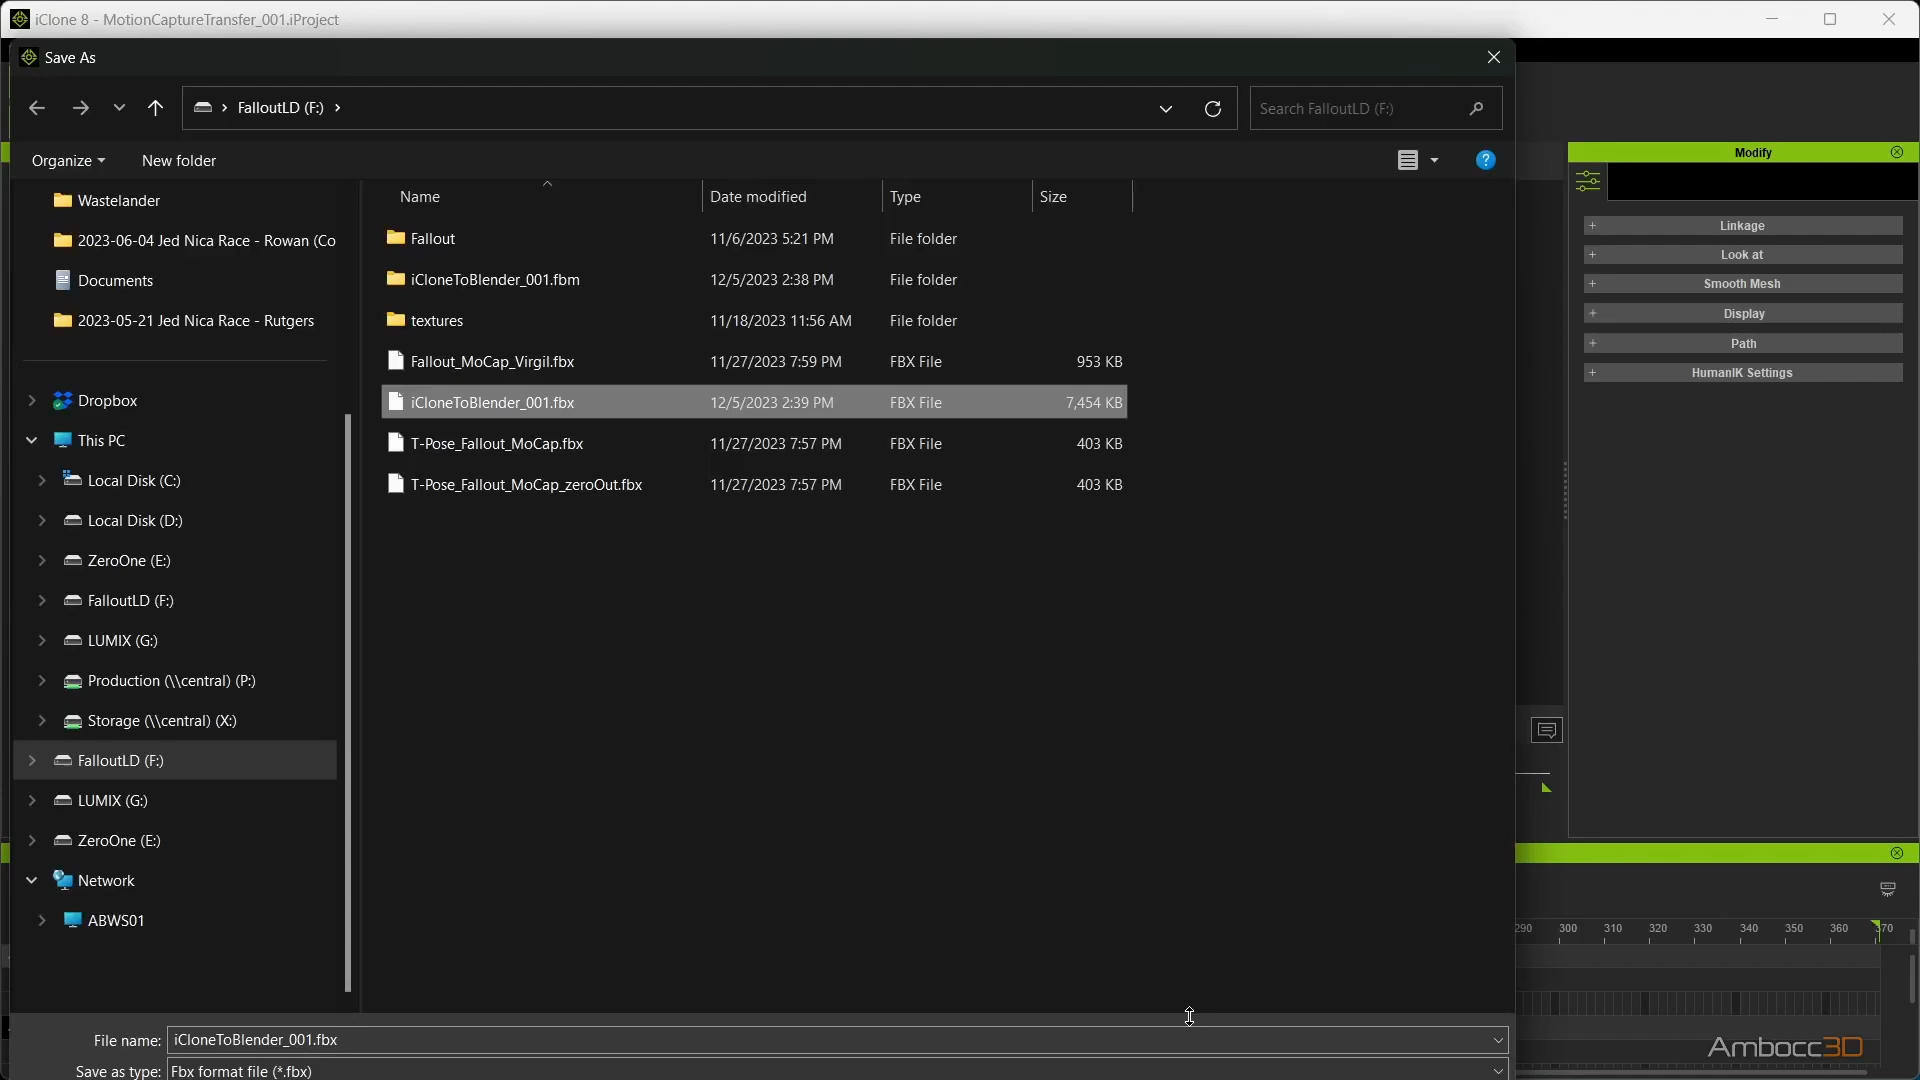 iClone 8 - MotionCaptureTransfer_001.iProject
Save As
FalloutLD (F:)
Search FalloutLD (F:)
Organize
New folder
?
Modify
Wastelander
2023-06-04 Jed Nica Race - Rowan (Co
Documents
2023-05-21 Jed Nica Race - Rutgers
Dropbox
This PC
Local Disk (C:)
Local Disk (D:)
ZeroOne (E:)
FalloutLD (F:)
LUMIX (G:)
Production (\\central) (P:)
Storage (\\central) (X:)
FalloutLD (F:)
LUMIX (G:)
ZeroOne (E:)
Network
ABWS01
Name Date modified Type Size
Fallout 11/6/2023 5:21 PM File folder
iCloneToBlender_001.fbm 12/5/2023 2:38 PM File folder
textures 11/18/2023 11:56 AM File folder
Fallout_MoCap_Virgil.fbx 11/27/2023 7:59 PM FBX File 953 KB
iCloneToBlender_001.fbx 12/5/2023 2:39 PM FBX File 7,454 KB
T-Pose_Fallout_MoCap.fbx 11/27/2023 7:57 PM FBX File 403 KB
T-Pose_Fallout_MoCap_zeroOut.fbx 11/27/2023 7:57 PM FBX File 403 KB
+ Linkage
+ Look at
+ Smooth Mesh
+ Display
+ Path
+ HumanIK Settings
290 300 310 320 330 340 350 360 370
File name: iCloneToBlender_001.fbx
Save as type: Fbx format file (*.fbx)
Ambocc3D